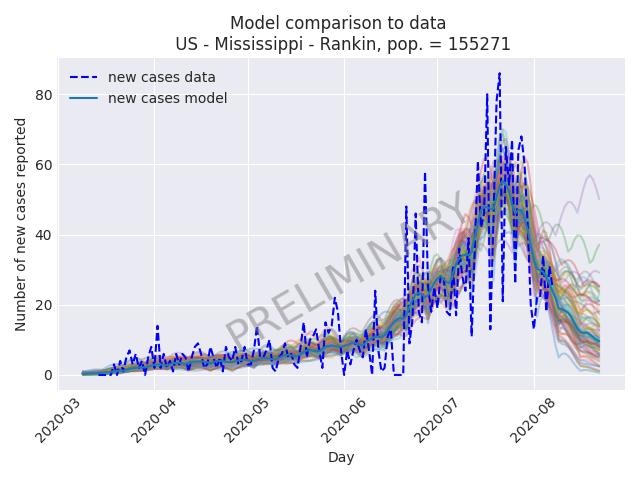 Model comparison to data
US - Mississippi - Rankin, pop. = 155271
new cases data
new cases model
Number of new cases reported
80
60
40
20
0
PRELIMINARY
2020-03
2020-04
2020-05
2020-06
2020-07
2020-08
Day